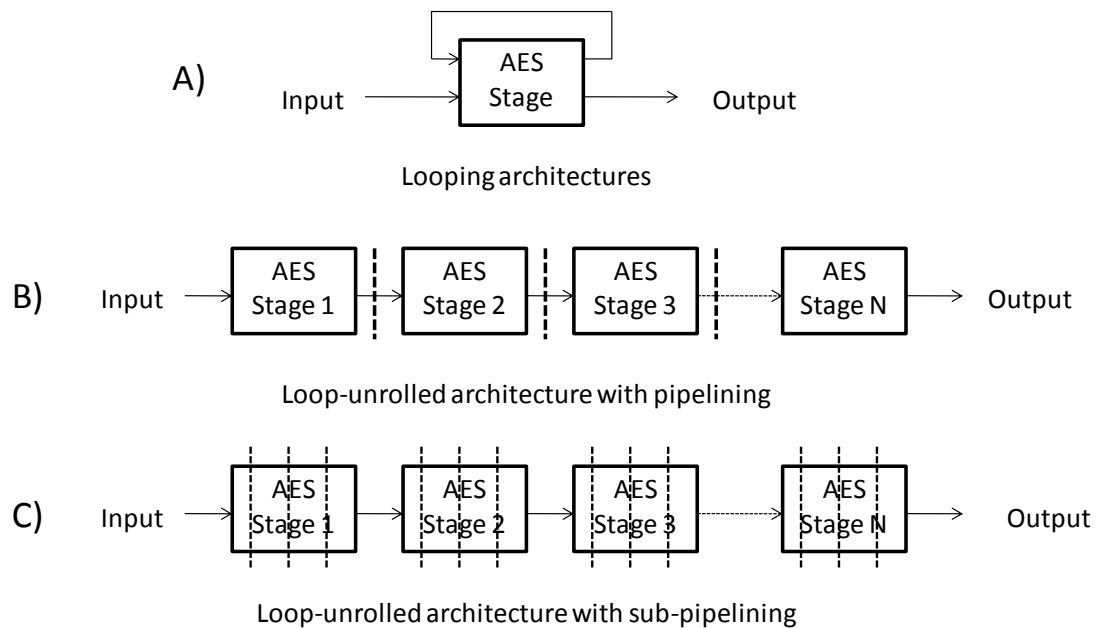 A)
Input
AES
Stage
Output
Looping architectures
B)
Input
AES
Stage 1
AES
Stage 2
AES
Stage 3
AES
Stage N
Output
Loop-unrolled architecture with pipelining
C)
Input
AES
Stage 1
AES
Stage 2
AES
Stage 3
AES
Stage N
Output
Loop-unrolled architecture with sub-pipelining